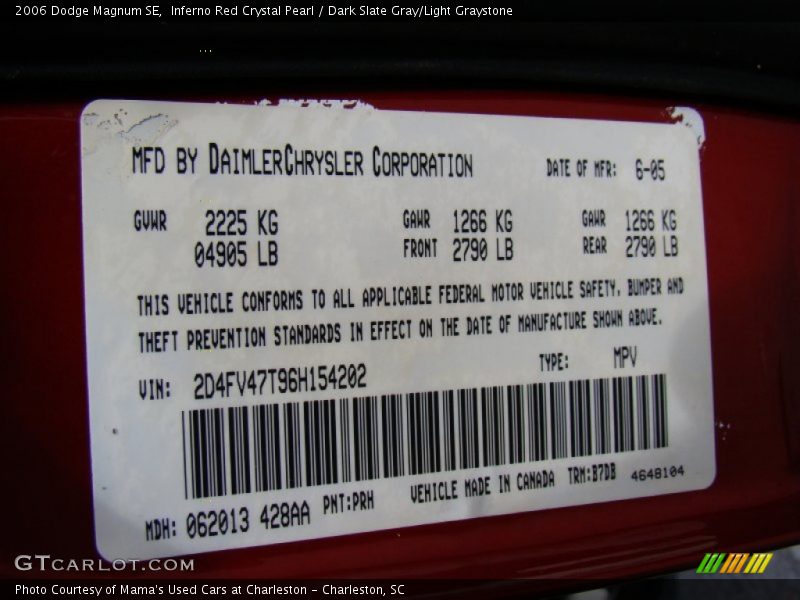 2006 Dodge Magnum SE,  Inferno Red Crystal Pearl / Dark Slate Gray/Light Graystone
MFD BY DAIMLERCHRYSLER CORPORATION DATE OF MFR: 6-05
GVWR 2225 KG GAWR 1266 KG GAWR 1266 KG
04905 LB FRONT 2790 LB REAR 2790 LB
THIS VEHICLE CONFORMS TO ALL APPLICABLE FEDERAL MOTOR VEHICLE SAFETY, BUMPER AND
THEFT PREVENTION STANDARDS IN EFFECT ON THE DATE OF MANUFACTURE SHOWN ABOVE.
VIN: 2D4FV47T96H154202 TYPE: MPV
MDH: 062013 428AA PNT:PRH VEHICLE MADE IN CANADA TRM:B7DB 4648104
GTCARLOT.COM
Photo Courtesy of Mama's Used Cars at Charleston - Charleston, SC